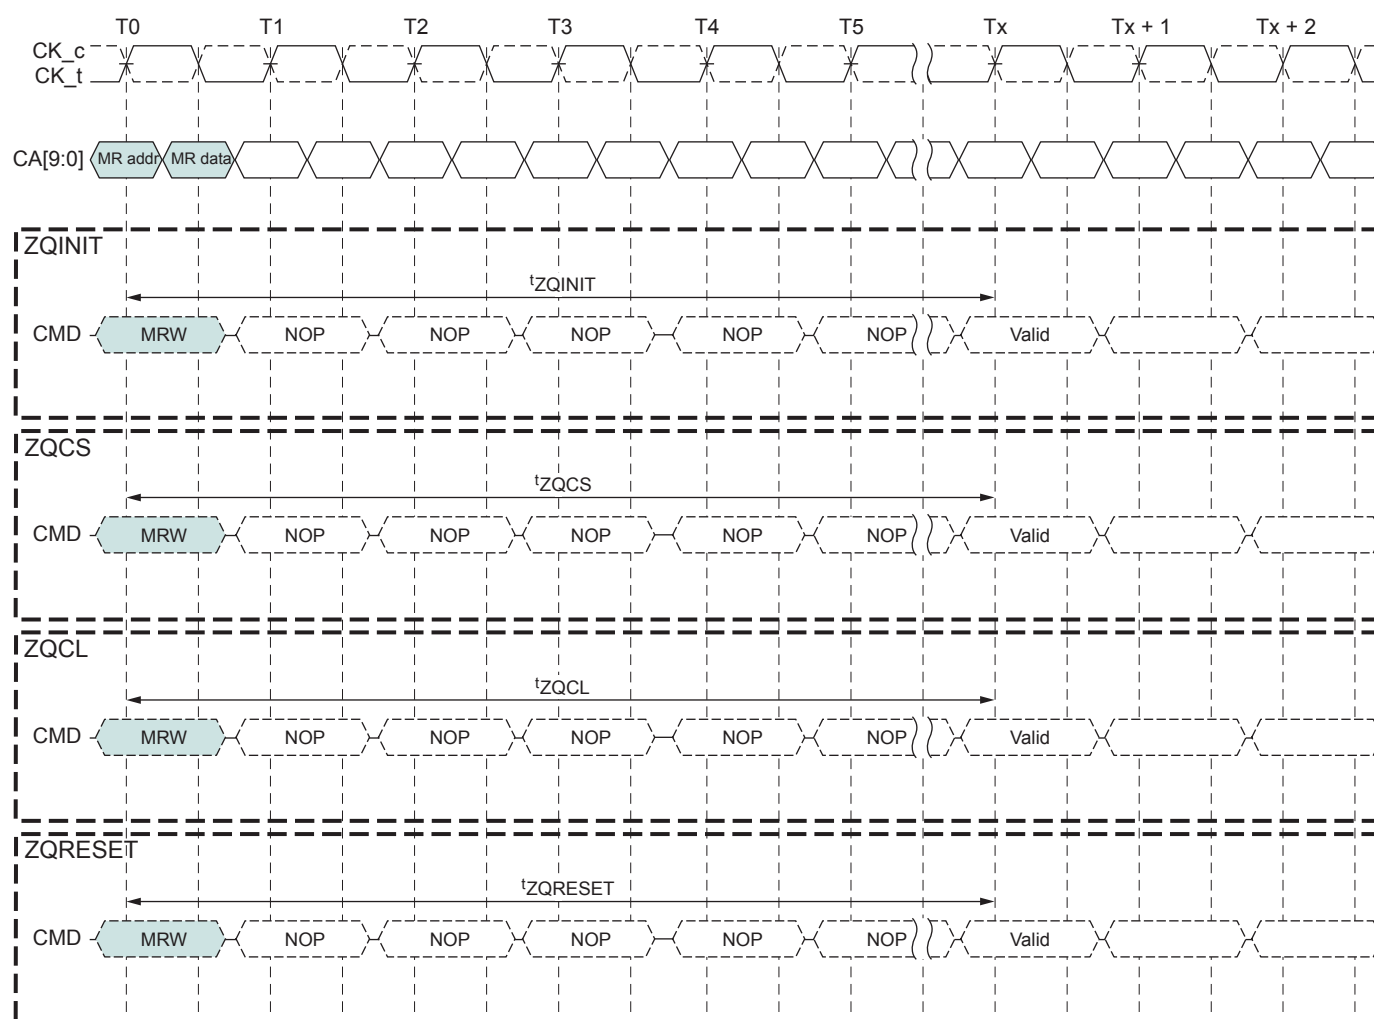 T0 T1 T2 T3 T4 T5 Tx Tx + 1 Tx + 2
CK_c
CK_t
CA[9:0] MR addr MR data
ZQINIT
tZQINIT
CMD MRW NOP NOP NOP NOP NOP Valid
ZQCS
tZQCS
CMD MRW NOP NOP NOP NOP NOP Valid
ZQCL
tZQCL
CMD MRW NOP NOP NOP NOP NOP Valid
ZQRESET
tZQRESET
CMD MRW NOP NOP NOP NOP NOP Valid